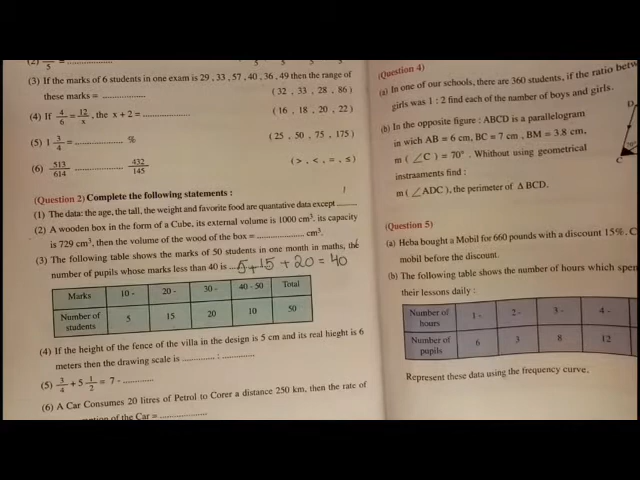 (3) If the marks of 6 students in one exam is 29 , 33 , 57 , 40 , 36 , 49 then the range of
these marks = ..................
( 32 , 33 , 28 , 86 )
(4) If 4/6 = 12/x , the x + 2 = ..................
( 16 , 18 , 20 , 22 )
(5) 1 3/4 = .................. %
( 25 , 50 , 75 , 175 )
(6) 513/614 .................. 432/145
( > , < , = , ≤ )
(Question 2) Complete the following statements :
(1) The data: the age, the tall, the weight and favorite food are quantative data except .........
(2) A wooden box in the form of a Cube, its external volume is 1000 cm³, its capacity
is 729 cm³, then the volume of the wood of the box = .................. cm³.
(3) The following table shows the marks of 50 students in one month in maths, the
number of pupils whose marks less than 40 is ... 5 + 15 + 20 = 40
Marks 10 - 20 - 30 - 40 - 50 Total
Number of students 5 15 20 10 50
(4) If the height of the fence of the villa in the design is 5 cm and its real hieght is 6
meters then the drawing scale is ............ : ............
(5) 3/4 + 5 1/2 = 7 - ............
(6) A Car Consumes 20 litres of Petrol to Corer a distance 250 km, then the rate of
of the Car = ..................
(Question 4)
(a) In one of our schools, there are 360 students, if the ratio
girls was 1 : 2 find each of the number of boys and girls.
(b) In the opposite figure : ABCD is a parallelogram
in wich AB = 6 cm, BC = 7 cm , BM = 3.8 cm,
m ( ∠ C) = 70° . Whithout using geometrical
instraaments find :
m ( ∠ ADC), the perimeter of Δ BCD.
D
C
(Question 5)
(a) Heba bought a Mobil for 660 pounds with a discount 15%,
mobil before the discount.
(b) The following table shows the number of hours which
their lessons daily :
Number of hours 1 - 2 - 3 - 4 -
Number of pupils 6 3 8 12
Represent these data using the frequency curve.